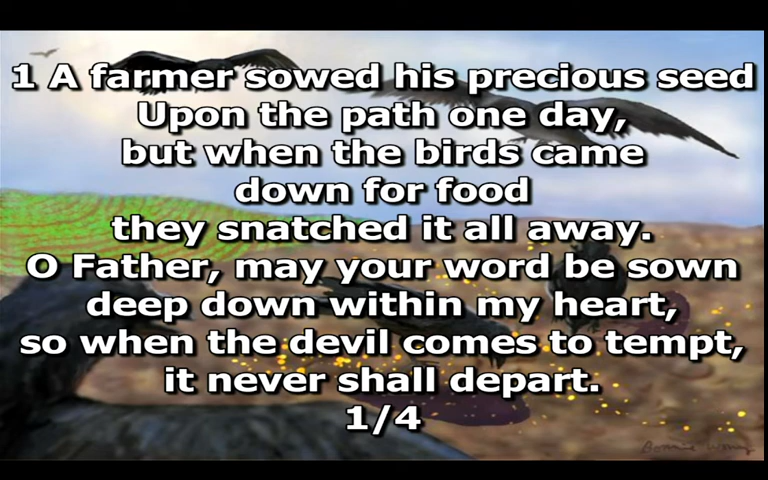 1 A farmer sowed his precious seed
Upon the path one day,
but when the birds came
down for food
they snatched it all away.
O Father, may your word be sown
deep down within my heart,
so when the devil comes to tempt,
it never shall depart.
1/4